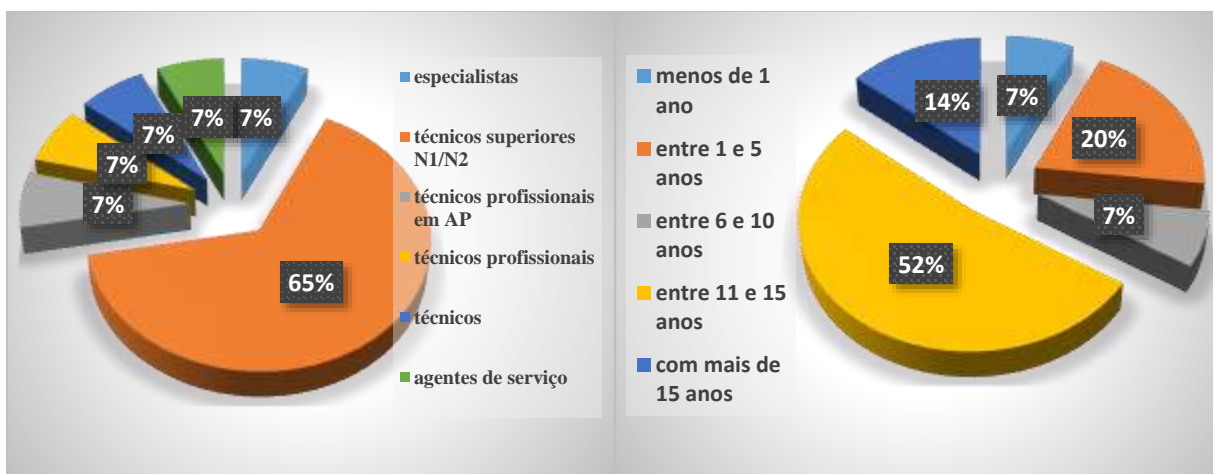 7%
7%
7%
7%
7%
65%
especialistas
técnicos superiores
N1/N2
técnicos profissionais
em AP
técnicos profissionais
técnicos
agentes de serviço
menos de 1
ano
entre 1 e 5
anos
entre 6 e 10
anos
entre 11 e 15
anos
com mais de
15 anos
14%
7%
20%
7%
52%